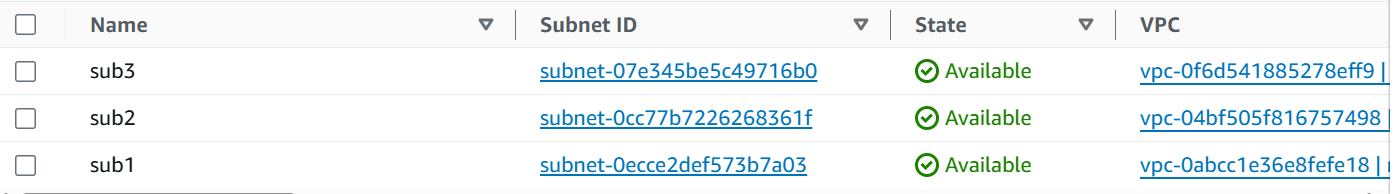 Name Subnet ID State VPC
sub3 subnet-07e345be5c49716b0 Available vpc-0f6d541885278eff9 |
sub2 subnet-0cc77b7226268361f Available vpc-04bf505f816757498 |
sub1 subnet-0ecce2def573b7a03 Available vpc-0abcc1e36e8fefe18 |